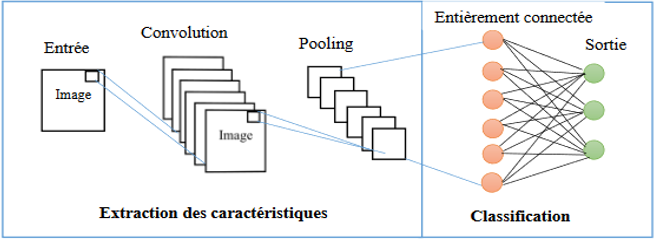 Entrée
Convolution
Pooling
Entièrement connectée
Sortie
Image
Image
Extraction des caractéristiques
Classification